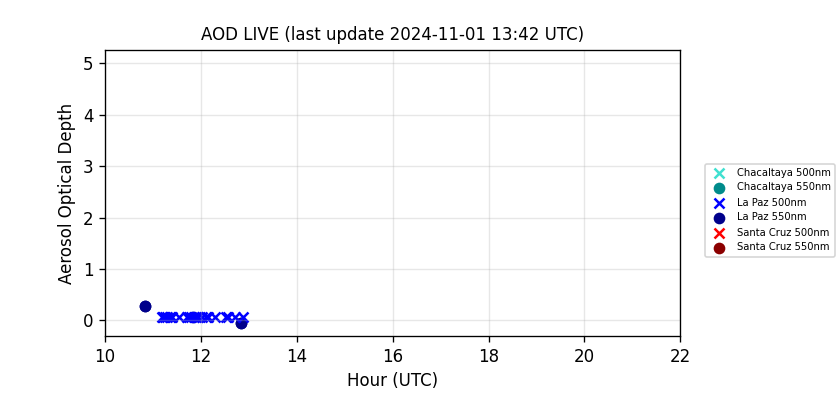 AOD LIVE (last update 2024-11-01 13:42 UTC)
Aerosol Optical Depth
5
4
3
2
1
0
10 12 14 16 18 20 22
Hour (UTC)
Chacaltaya 500nm
Chacaltaya 550nm
La Paz 500nm
La Paz 550nm
Santa Cruz 500nm
Santa Cruz 550nm